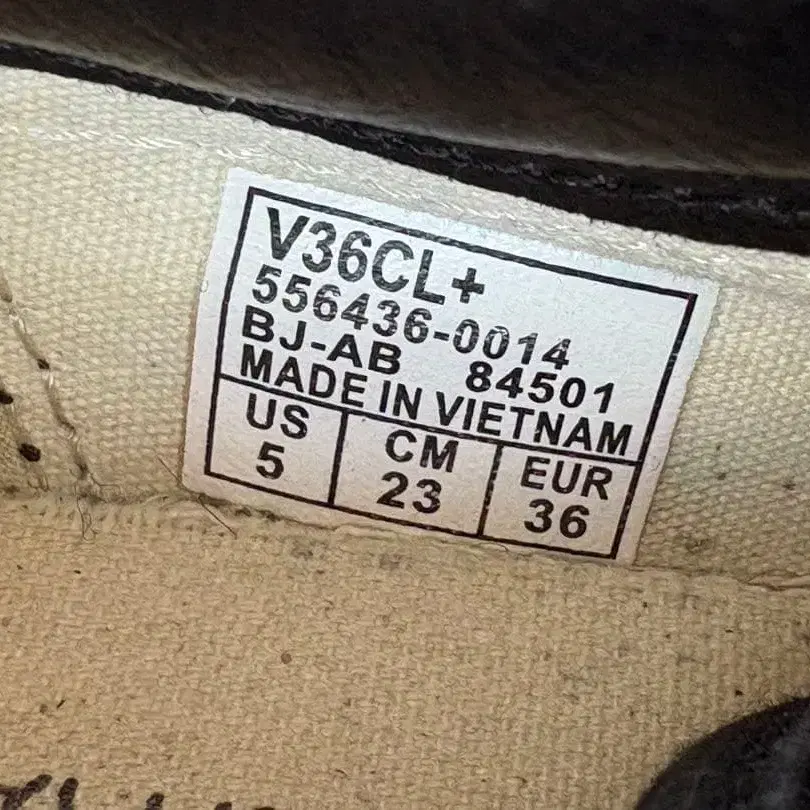 V36CL+
556436-0014
BJ-AB 84501
MADE IN VIETNAM
US CM EUR
5 23 36